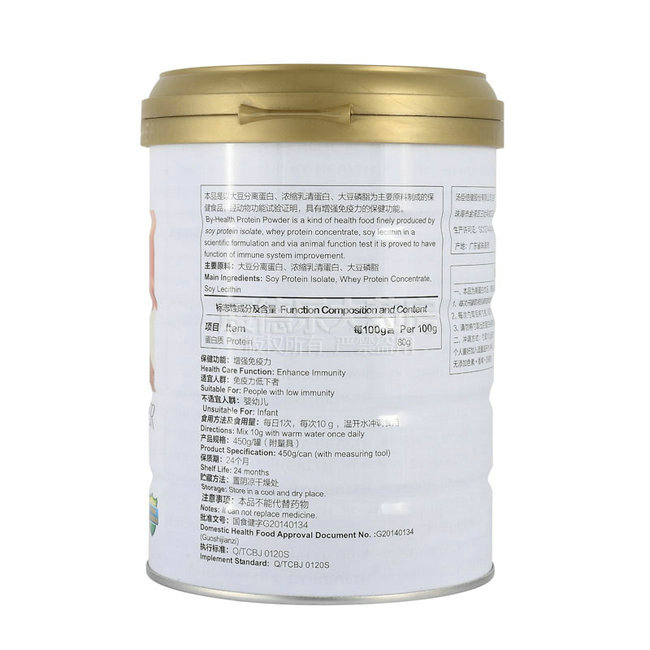 本品是以大豆分离蛋白、浓缩乳清蛋白、大豆磷脂为主要原料制成的保
健食品，经动物功能试验证明，具有增强免疫力的保健功能。
By-Health Protein Powder is a kind of health food finely produced by
soy protein isolate, whey protein concentrate, soy lecithin in a
scientific formulation and via animal function test it is proved to have
function of immune system improvement.
主要原料：大豆分离蛋白、浓缩乳清蛋白、大豆磷脂
Main Ingredients: Soy Protein Isolate, Whey Protein Concentrate,
Soy Lecithin
标志性成分及含量 Function Composition and Content
项目 Item 每100g含 Per 100g
蛋白质 Protein 80g
保健功能：增强免疫力
Health Care Function: Enhance Immunity
适宜人群：免疫力低下者
Suitable For: People with low immunity
不适宜人群：婴幼儿
Unsuitable For: Infant
食用方法及食用量：每日1次，每次10 g，温开水冲调食用
Directions: Mix 10g with warm water once daily
产品规格：450g/罐（附量具）
Product Specification: 450g/can (with measuring tool)
保质期：24个月
Shelf Life: 24 months
贮藏方法：置阴凉干燥处
Storage: Store in a cool and dry place.
注意事项：本品不能代替药物
Notes: It can not replace medicine.
批准文号：国食健字G20140134
Domestic Health Food Approval Document No. :G20140134
(Guoshijianzi)
执行标准：Q/TCBJ 0120S
Implement Standard: Q/TCBJ 0120S
版权所有